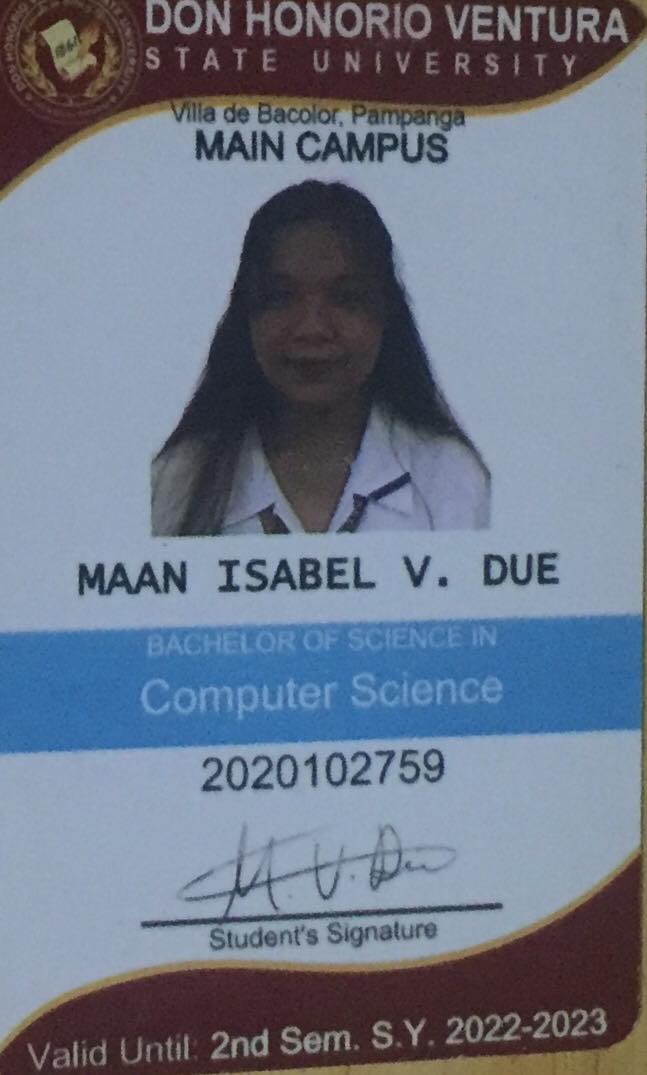 DON HONORIO VENTURA
STATE UNIVERSITY
Villa de Bacolor, Pampanga
MAIN CAMPUS
MAAN ISABEL V. DUE
BACHELOR OF SCIENCE IN
Computer Science
2020102759
M. V. Due
Student's Signature
Valid Until: 2nd Sem. S.Y. 2022-2023